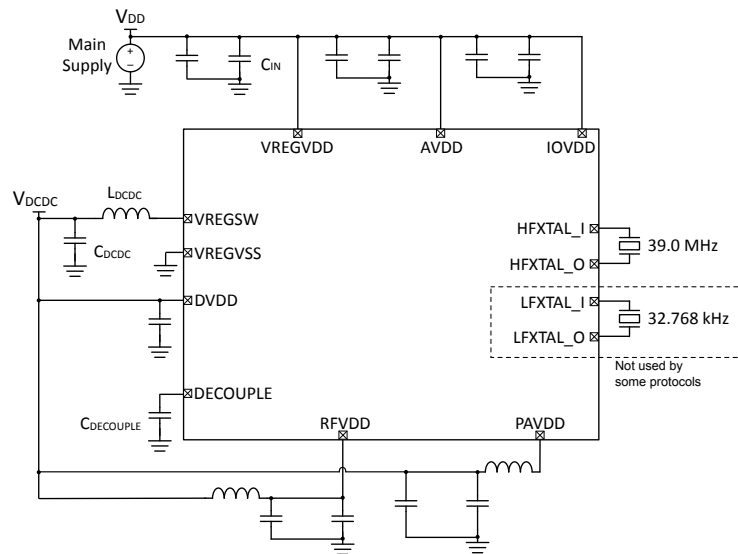 VDD
Main
Supply
+
−
CIN
VREGVDD
AVDD
IOVDD
VDCDC
LDCDC
VREGSW
HFXTAL_I
CDCDC
39.0 MHz
VREGVSS
HFXTAL_O
DVDD
LFXTAL_I
32.768 kHz
LFXTAL_O
Not used by
some protocols
DECOUPLE
CDECOUPLE
RFVDD
PAVDD